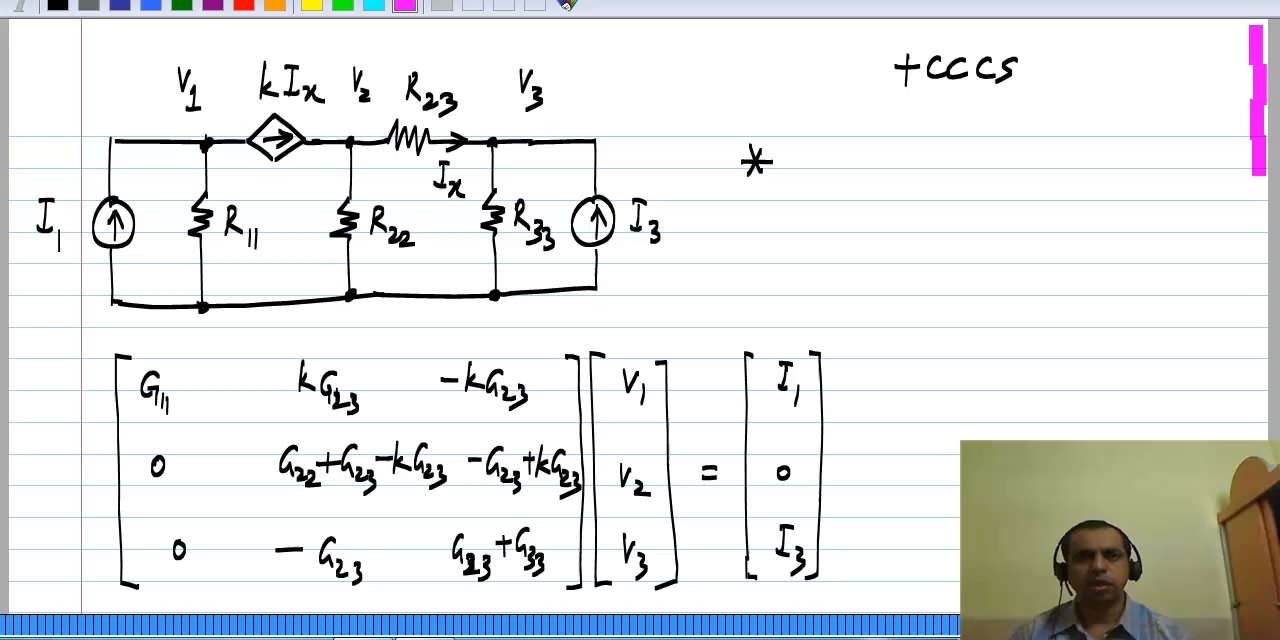 +CCCS
V1 kIx V2 R23 V3
*
Ix
I1 R11 R22 R33 I3
G11 kG23 -kG23 V1 I1
0 G22+G23-kG23 -G23+kG23 V2 = 0
0 -G23 G23+G33 V3 I3